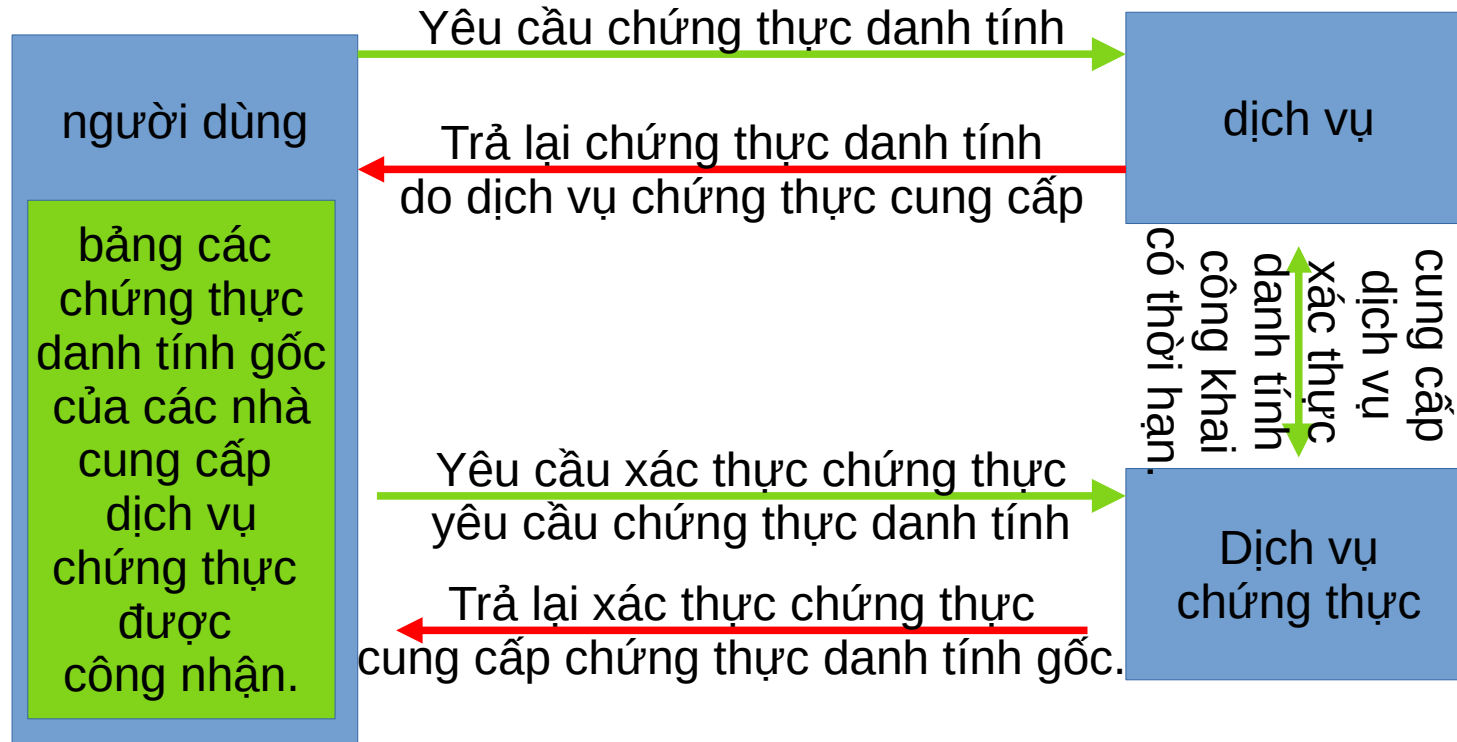 Yêu cầu chứng thực danh tính
người dùng
dịch vụ
Trả lại chứng thực danh tính
do dịch vụ chứng thực cung cấp
bảng các
chứng thực
danh tính gốc
của các nhà
cung cấp
dịch vụ
chứng thực
được
công nhận.
cung cấp
dịch vụ
xác thực
danh tính
công khai
có thời hạn.
Yêu cầu xác thực chứng thực
yêu cầu chứng thực danh tính
Dịch vụ
chứng thực
Trả lại xác thực chứng thực
cung cấp chứng thực danh tính gốc.